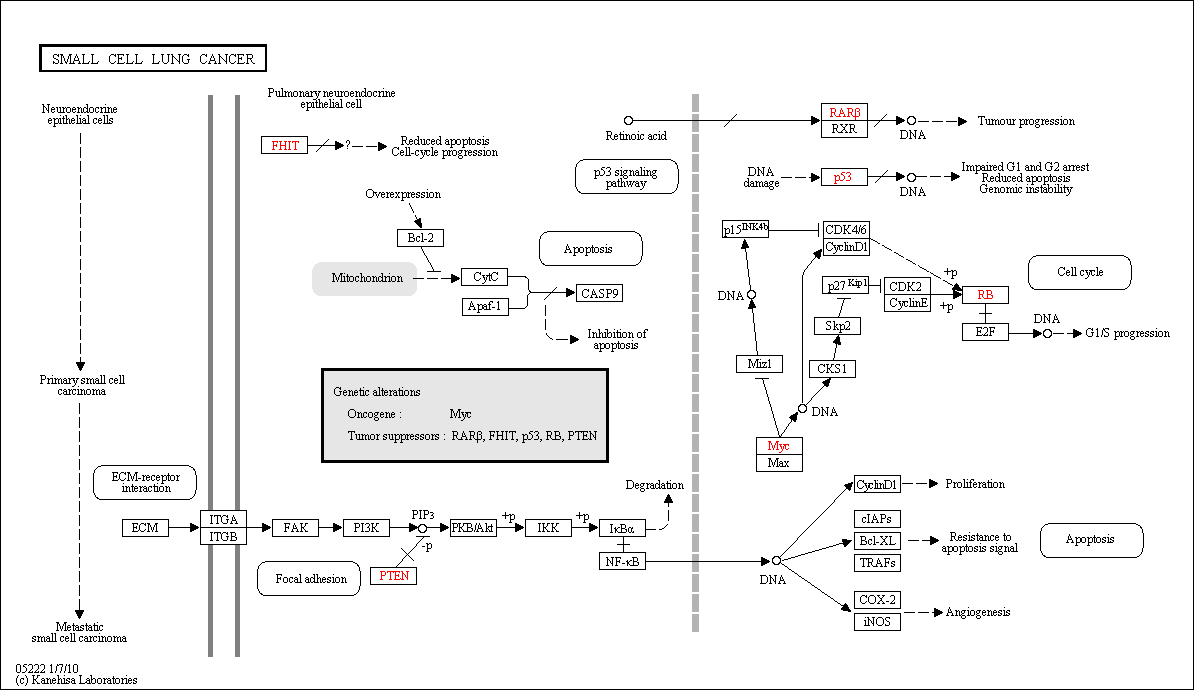 SMALL CELL LUNG CANCER
Neuroendocrine
epithelial cells
Primary small cell
carcinoma
Metastatic
small cell carcinoma
Pulmonary neuroendocrine
epithelial cell
FHIT
?
Reduced apoptosis
Cell-cycle progression
Overexpression
Bcl-2
Mitochondrion
CytC
Apaf-1
CASP9
Apoptosis
Inhibition of
apoptosis
Retinoic acid
RARβ
RXR
DNA
Tumour progression
p53 signaling
pathway
DNA
damage
p53
DNA
Impaired G1 and G2 arrest
Reduced apoptosis
Genomic instability
p15INK4b
CDK4/6
CyclinD1
+p
Cell cycle
p27Kip1
CDK2
CyclinE
+p
RB
DNA
Skp2
E2F
DNA
G1/S progression
Miz1
CKS1
DNA
Myc
Max
Genetic alterations
Oncogene : Myc
Tumor suppressors : RARβ, FHIT, p53, RB, PTEN
ECM-receptor
interaction
ECM
ITGA
ITGB
FAK
PI3K
PIP3
-p
PTEN
PKB/Akt
+p
IKK
+p
IκBα
NF-κB
Degradation
Focal adhesion
DNA
CyclinD1
Proliferation
cIAPs
Bcl-XL
TRAFs
Resistance to
apoptosis signal
Apoptosis
COX-2
iNOS
Angiogenesis
05222 1/7/10
(c) Kanehisa Laboratories